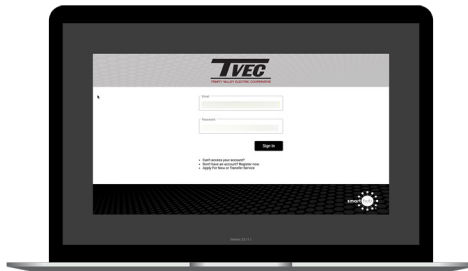 TVEC
TRINITY VALLEY ELECTRIC COOPERATIVE
Email
Password
Sign In
Can't access your account?
Don't have an account? Register now
Apply For New or Transfer Service
smart